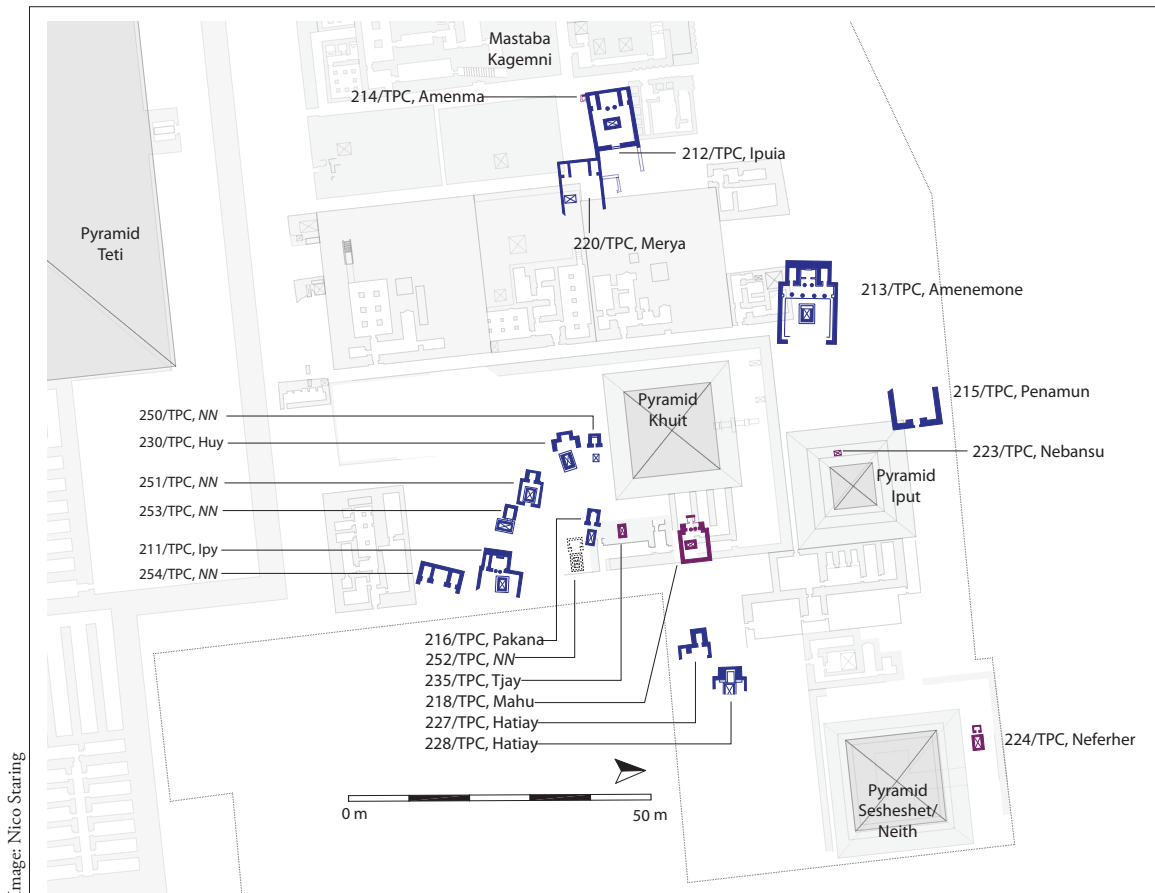 Mastaba
Kagemni
214/TPC, Amenma
212/TPC, Ipuia
Pyramid
Teti
220/TPC, Merya
213/TPC, Amenemone
215/TPC, Penamun
Pyramid
Khuit
250/TPC, NN
230/TPC, Huy
223/TPC, Nebansu
Pyramid
Iput
251/TPC, NN
253/TPC, NN
211/TPC, Ipy
254/TPC, NN
216/TPC, Pakana
252/TPC, NN
235/TPC, Tjay
218/TPC, Mahu
227/TPC, Hatiay
228/TPC, Hatiay
224/TPC, Neferher
Pyramid
Sesheshet/
Neith
0 m
50 m
Image: Nico Staring